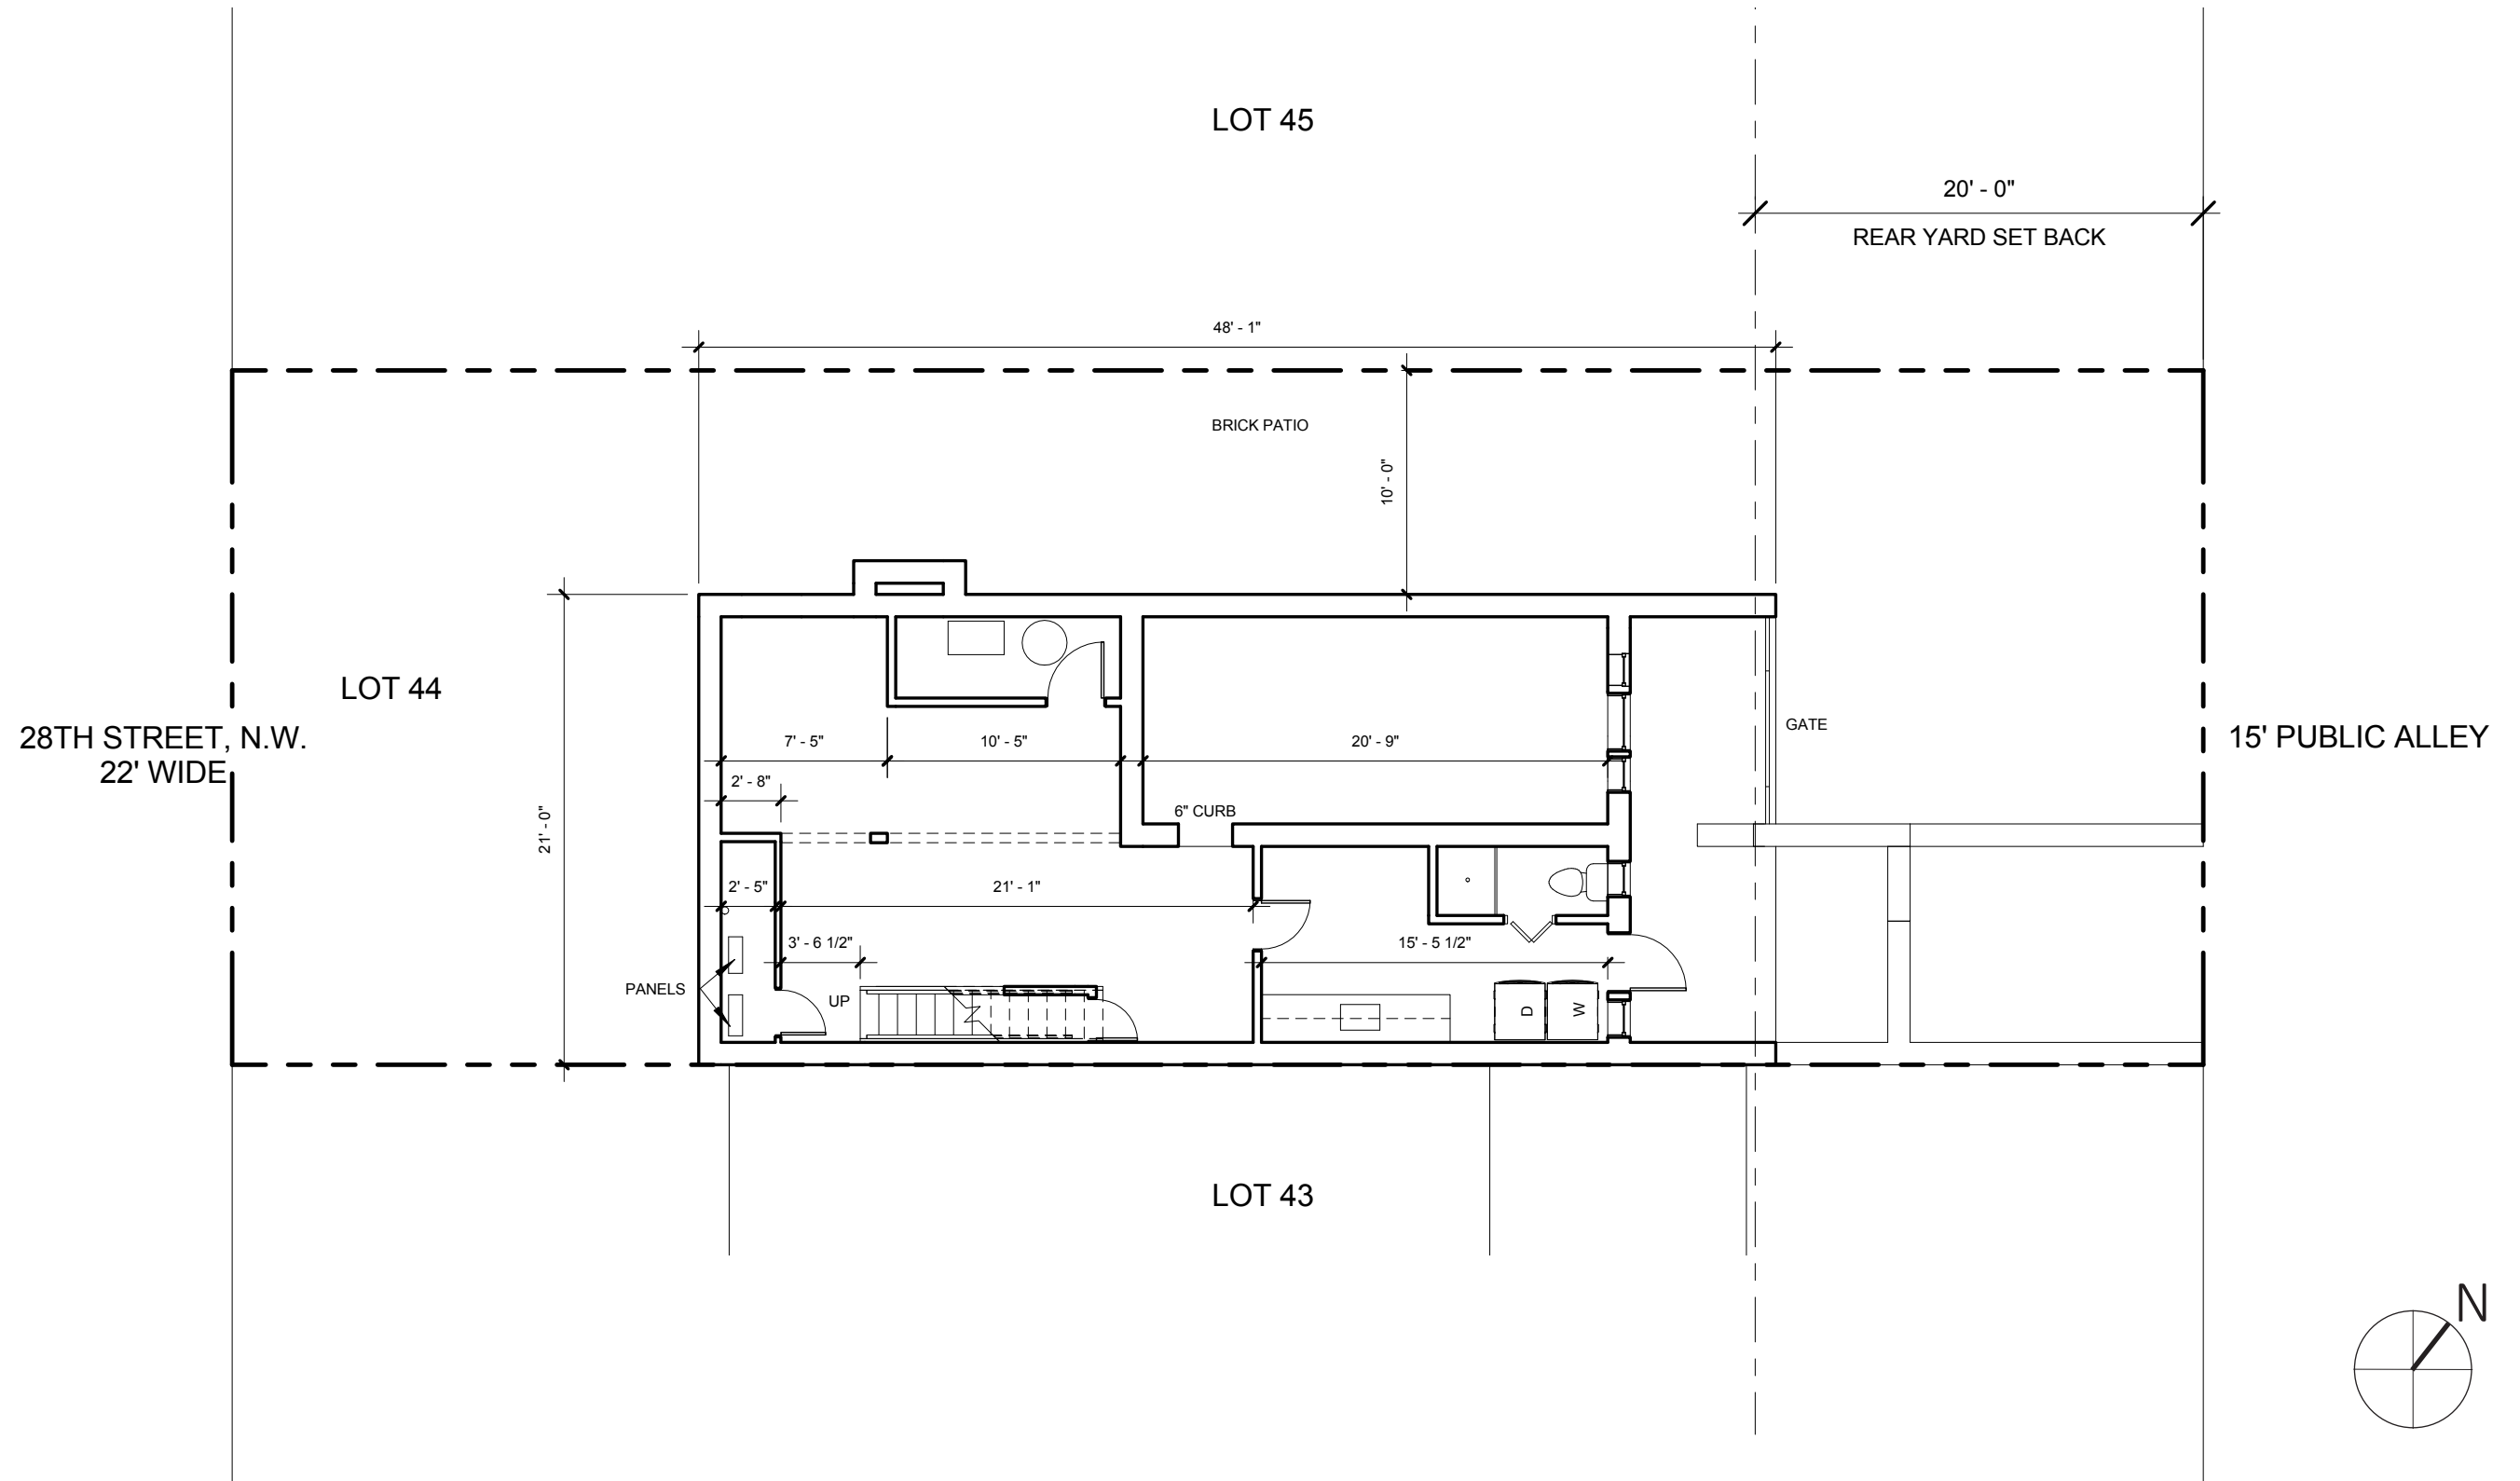 LOT 45
20' - 0"
REAR YARD SET BACK
48' - 1"
BRICK PATIO
10' - 0"
LOT 44
28TH STREET, N.W.
22' WIDE
15' PUBLIC ALLEY
GATE
7' - 5"
10' - 5"
20' - 9"
2' - 8"
6" CURB
21' - 0"
2' - 5"
21' - 1"
3' - 6 1/2"
15' - 5 1/2"
PANELS
UP
D
W
LOT 43
N